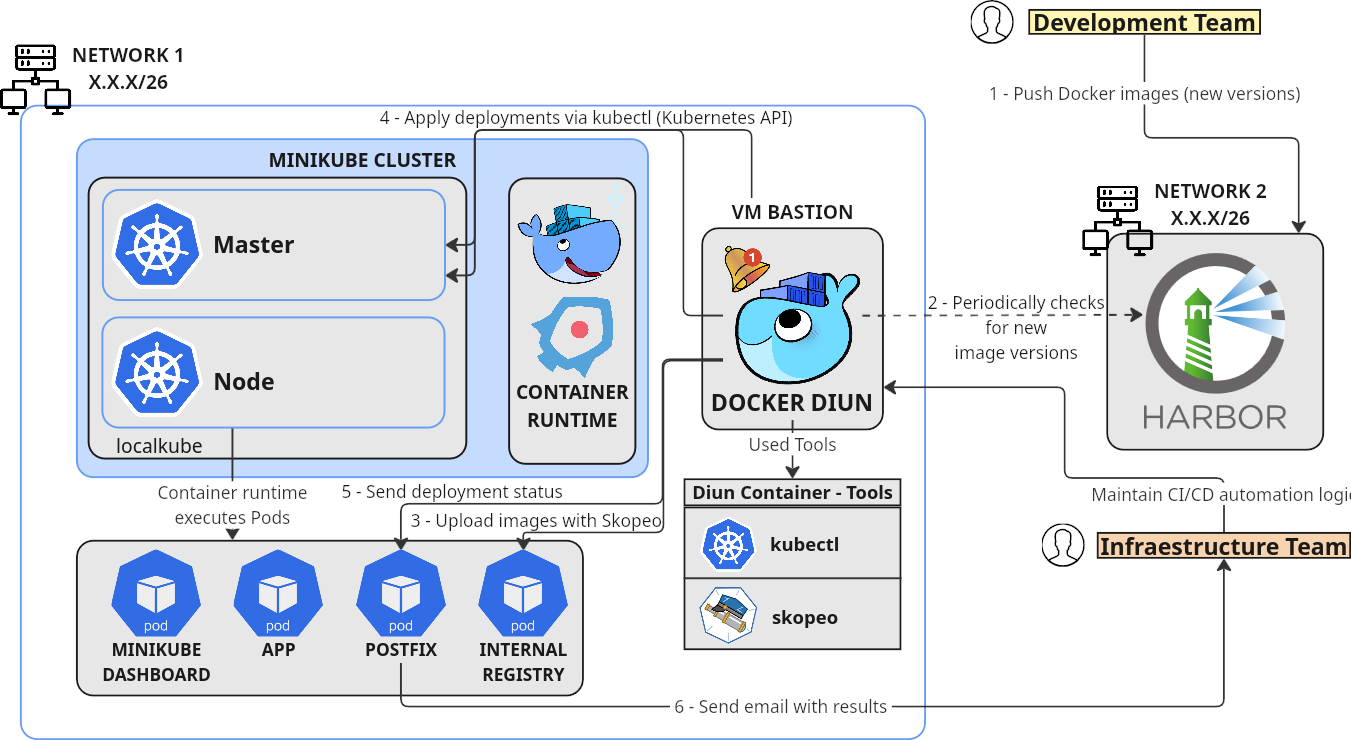 Development Team
1 - Push Docker images (new versions)
NETWORK 1
X.X.X/26
4 - Apply deployments via kubectl (Kubernetes API)
MINIKUBE CLUSTER
Master
Node
localkube
CONTAINER
RUNTIME
VM BASTION
1
DOCKER DIUN
NETWORK 2
X.X.X/26
2 - Periodically checks
for new
image versions
HARBOR
Used Tools
Diun Container - Tools
kubectl
skopeo
Container runtime
executes Pods
5 - Send deployment status
3 - Upload images with Skopeo
Maintain CI/CD automation logic
Infraestructure Team
pod
MINIKUBE
DASHBOARD
pod
APP
pod
POSTFIX
pod
INTERNAL
REGISTRY
6 - Send email with results